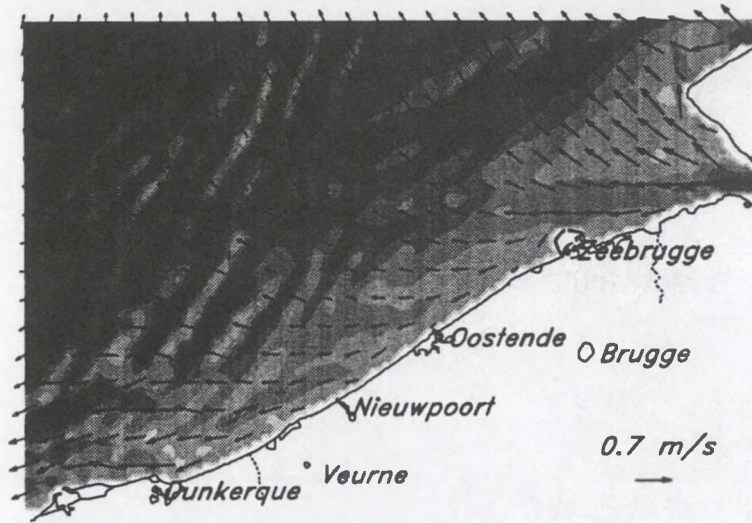 Zeebrugge
Oostende
Brugge
Nieuwpoort
0.7 m/s
Veurne
Dunkerque